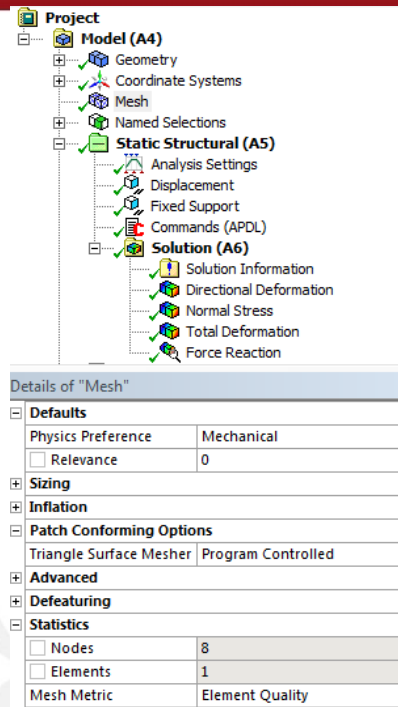 Project
Model (A4)
Geometry
Coordinate Systems
Mesh
Named Selections
Static Structural (A5)
Analysis Settings
Displacement
Fixed Support
Commands (APDL)
Solution (A6)
Solution Information
Directional Deformation
Normal Stress
Total Deformation
Force Reaction
Details of "Mesh"
Defaults
Physics Preference Mechanical
Relevance 0
Sizing
Inflation
Patch Conforming Options
Triangle Surface Mesher Program Controlled
Advanced
Defeaturing
Statistics
Nodes 8
Elements 1
Mesh Metric Element Quality